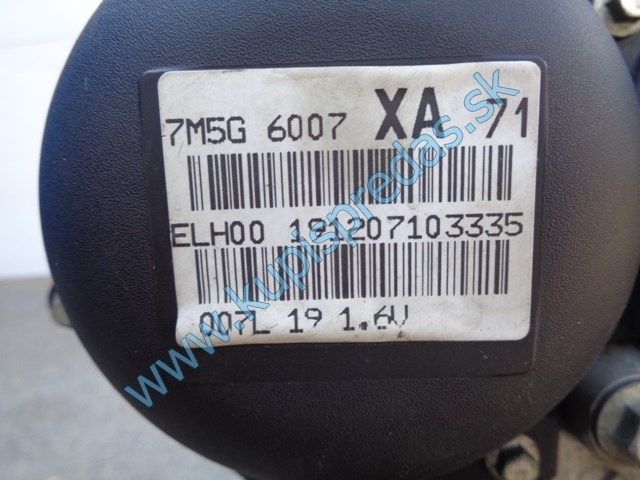 7M5G 6007 XA 71
ELH00 181207103335
007L 19 1.6V
www.kupispredas.sk